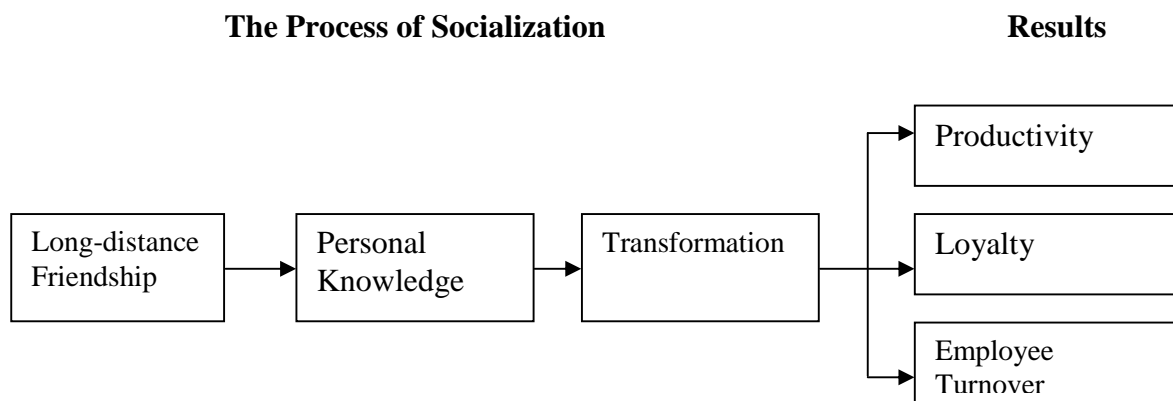 The Process of Socialization
Results
Productivity
Long-distance
Friendship
Personal
Knowledge
Transformation
Loyalty
Employee
Turnover